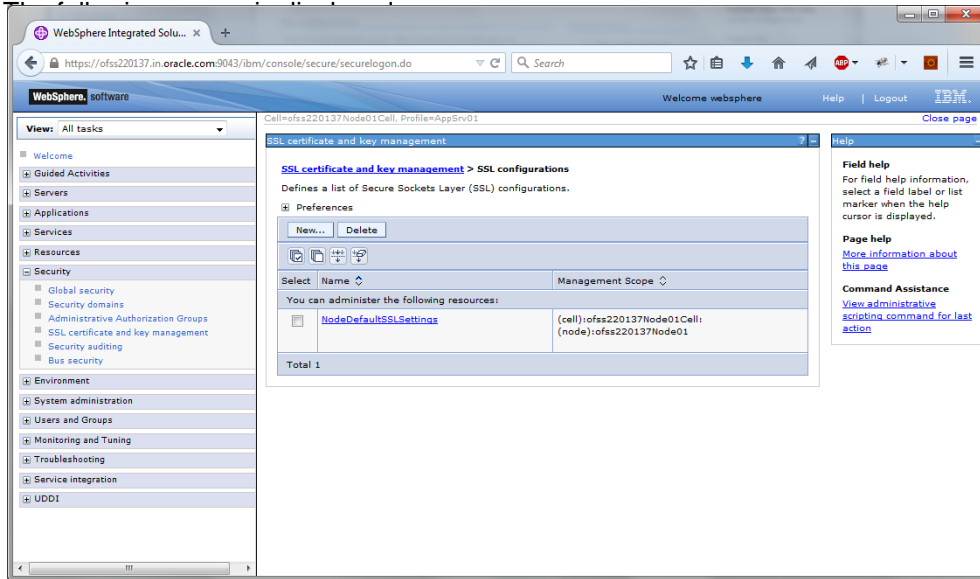 The following screen is displayed
WebSphere Integrated Solu... × +
https://ofss220137.in.oracle.com:9043/ibm/console/secure/securelogon.do
Search
ABP
WebSphere. software
Welcome websphere
Help | Logout
IBM.
Cell=ofss220137Node01Cell, Profile=AppSrv01
Close page
View: All tasks
Welcome
Guided Activities
Servers
Applications
Services
Resources
Security
Global security
Security domains
Administrative Authorization Groups
SSL certificate and key management
Security auditing
Bus security
Environment
System administration
Users and Groups
Monitoring and Tuning
Troubleshooting
Service integration
UDDI
SSL certificate and key management ? –
SSL certificate and key management > SSL configurations
Defines a list of Secure Sockets Layer (SSL) configurations.
Preferences
New... Delete
Select Name Management Scope
You can administer the following resources:
NodeDefaultSSLSettings
(cell):ofss220137Node01Cell:
(node):ofss220137Node01
Total 1
Help –
Field help
For field help information,
select a field label or list
marker when the help
cursor is displayed.
Page help
More information about
this page
Command Assistance
View administrative
scripting command for last
action